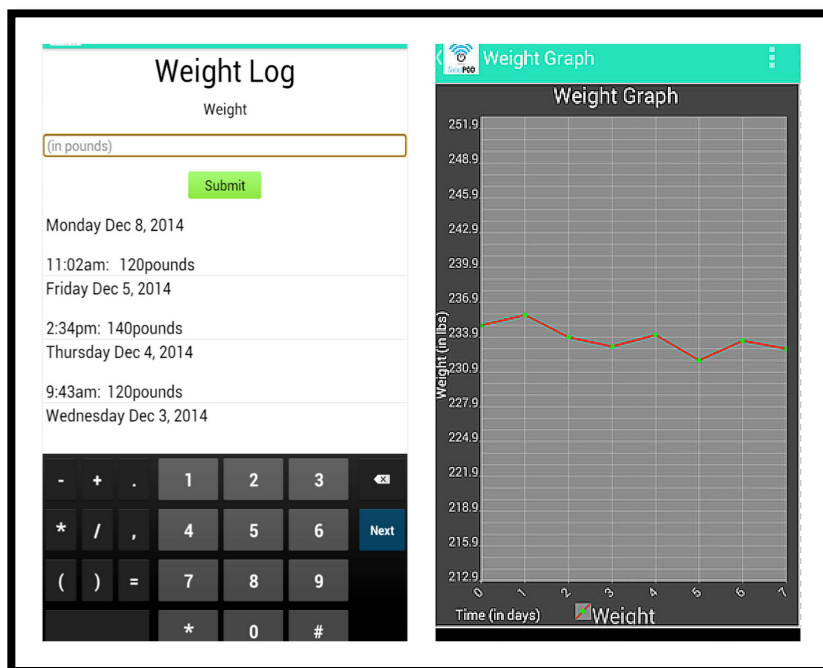 Weight Log
Weight
(in pounds)
Submit
Monday Dec 8, 2014
11:02am: 120pounds
Friday Dec 5, 2014
2:34pm: 140pounds
Thursday Dec 4, 2014
9:43am: 120pounds
Wednesday Dec 3, 2014
- + . 1 2 3
* / , 4 5 6 Next
( ) = 7 8 9
* 0 #
Weight Graph
Weight Graph
251.9
248.9
245.9
242.9
239.9
236.9
233.9
230.9
227.9
224.9
221.9
218.9
215.9
212.9
Weight (in lbs)
0 1 2 3 4 5 6 7
Time (in days)
Weight